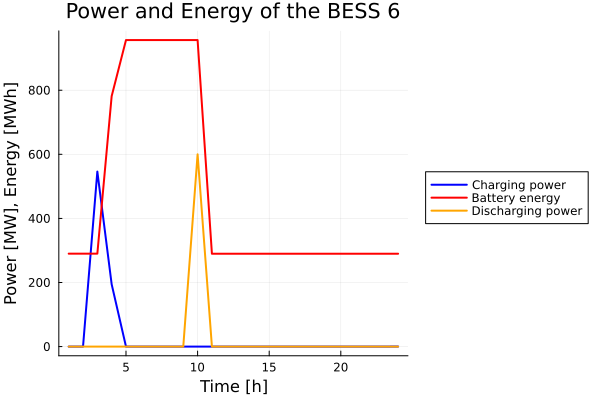 Power and Energy of the BESS 6
Power [MW], Energy [MWh]
800
600
400
200
0
5
10
15
20
Time [h]
Charging power
Battery energy
Discharging power